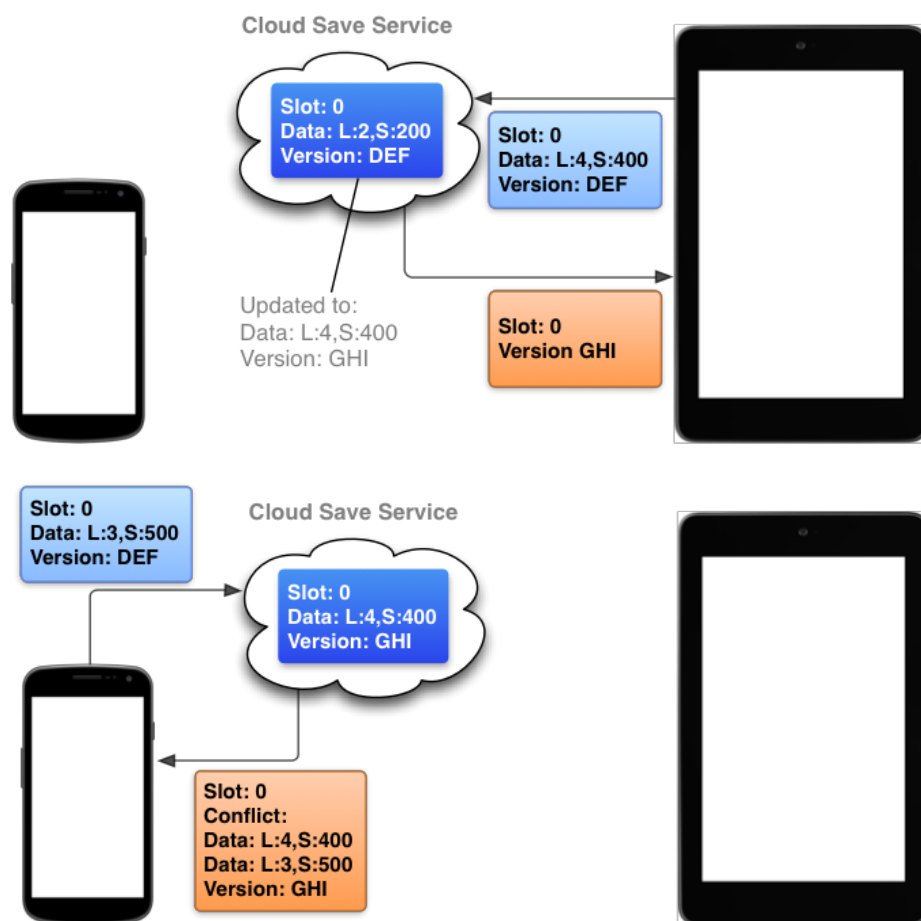 Cloud Save Service
Slot: 0
Data: L:2,S:200
Version: DEF
Slot: 0
Data: L:4,S:400
Version: DEF
Updated to:
Data: L:4,S:400
Version: GHI
Slot: 0
Version GHI
Slot: 0
Data: L:3,S:500
Version: DEF
Cloud Save Service
Slot: 0
Data: L:4,S:400
Version: GHI
Slot: 0
Conflict:
Data: L:4,S:400
Data: L:3,S:500
Version: GHI